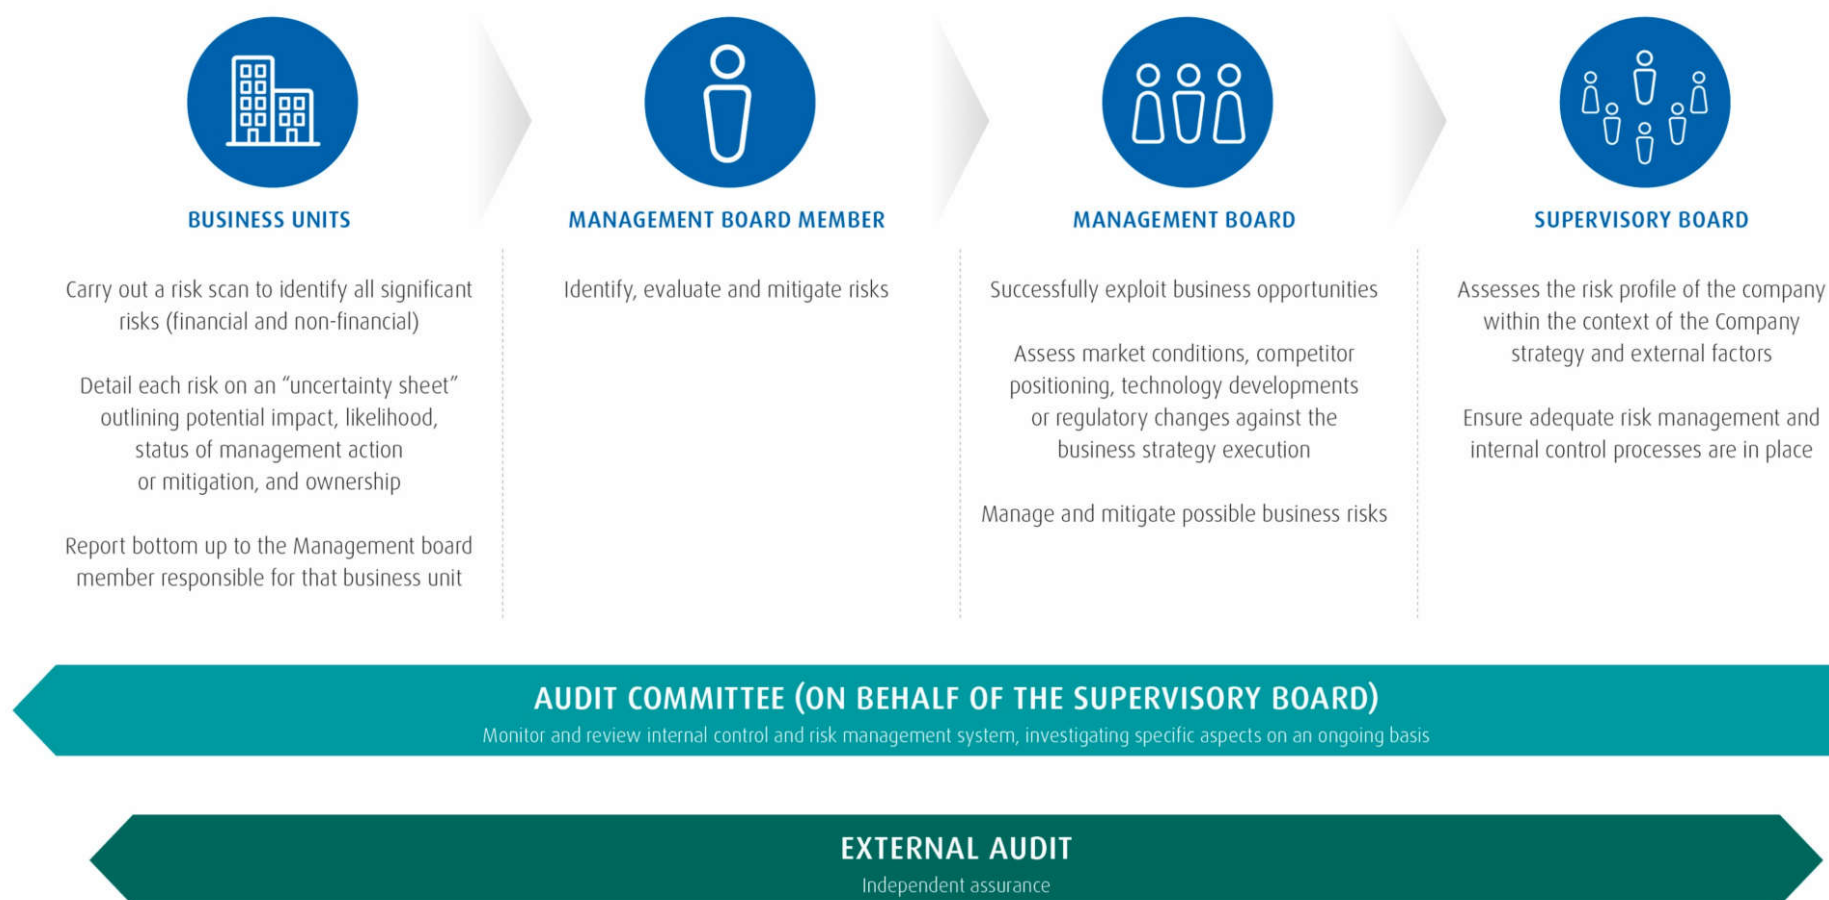 BUSINESS UNITS
Carry out a risk scan to identify all significant
risks (financial and non-financial)
Detail each risk on an “uncertainty sheet”
outlining potential impact, likelihood,
status of management action
or mitigation, and ownership
Report bottom up to the Management board
member responsible for that business unit
MANAGEMENT BOARD MEMBER
Identify, evaluate and mitigate risks
MANAGEMENT BOARD
Successfully exploit business opportunities
Assess market conditions, competitor
positioning, technology developments
or regulatory changes against the
business strategy execution
Manage and mitigate possible business risks
SUPERVISORY BOARD
Assesses the risk profile of the company
within the context of the Company
strategy and external factors
Ensure adequate risk management and
internal control processes are in place
AUDIT COMMITTEE (ON BEHALF OF THE SUPERVISORY BOARD)
Monitor and review internal control and risk management system, investigating specific aspects on an ongoing basis
EXTERNAL AUDIT
Independent assurance